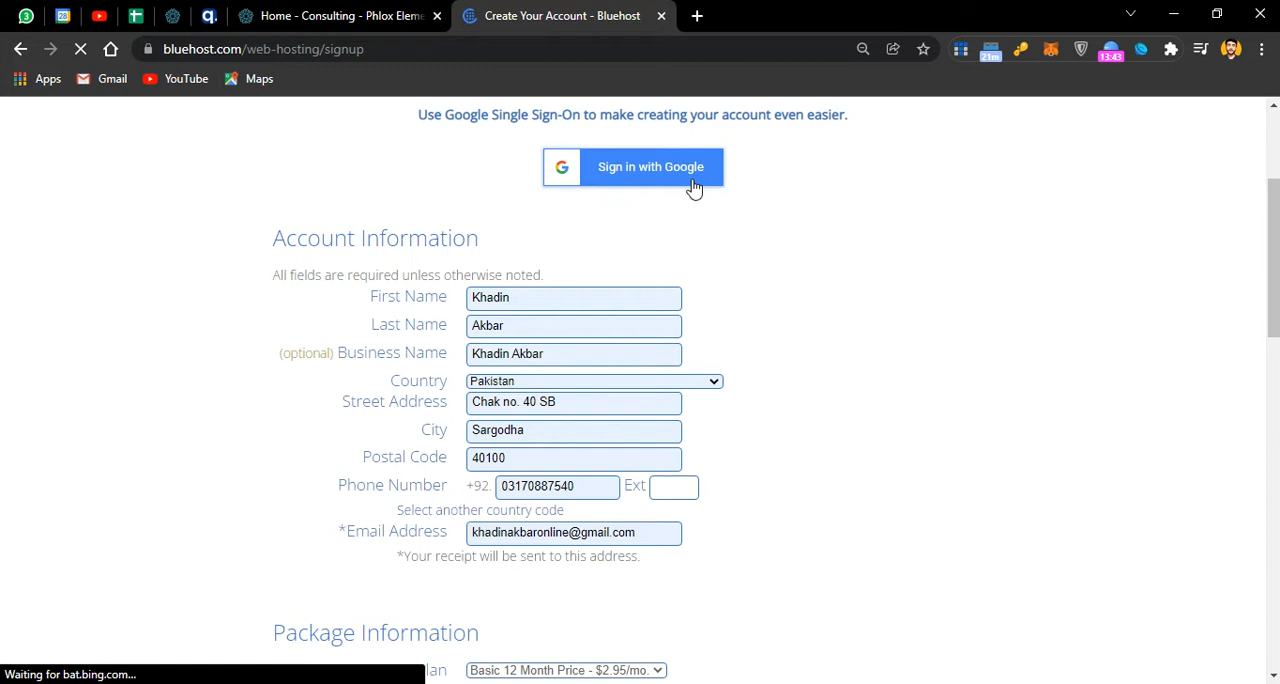 3 28 q. Home - Consulting - Phlox Eleme Create Your Account - Bluehost
bluehost.com/web-hosting/signup 21m 13:43
Apps Gmail YouTube Maps
Use Google Single Sign-On to make creating your account even easier.
G Sign in with Google
Account Information
All fields are required unless otherwise noted.
First Name Khadin
Last Name Akbar
(optional) Business Name Khadin Akbar
Country Pakistan
Street Address Chak no. 40 SB
City Sargodha
Postal Code 40100
Phone Number +92. 03170887540 Ext
Select another country code
*Email Address khadinakbaronline@gmail.com
*Your receipt will be sent to this address.
Package Information
lan Basic 12 Month Price - $2.95/mo.
Waiting for bat.bing.com...